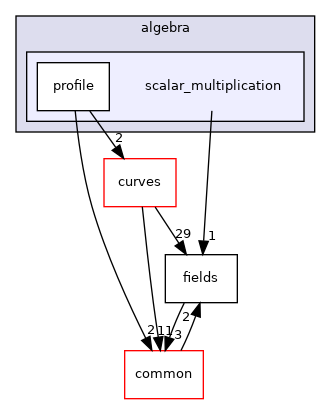 algebra
profile scalar_multiplication
2
curves
29 1
fields
2
2 11 3
common